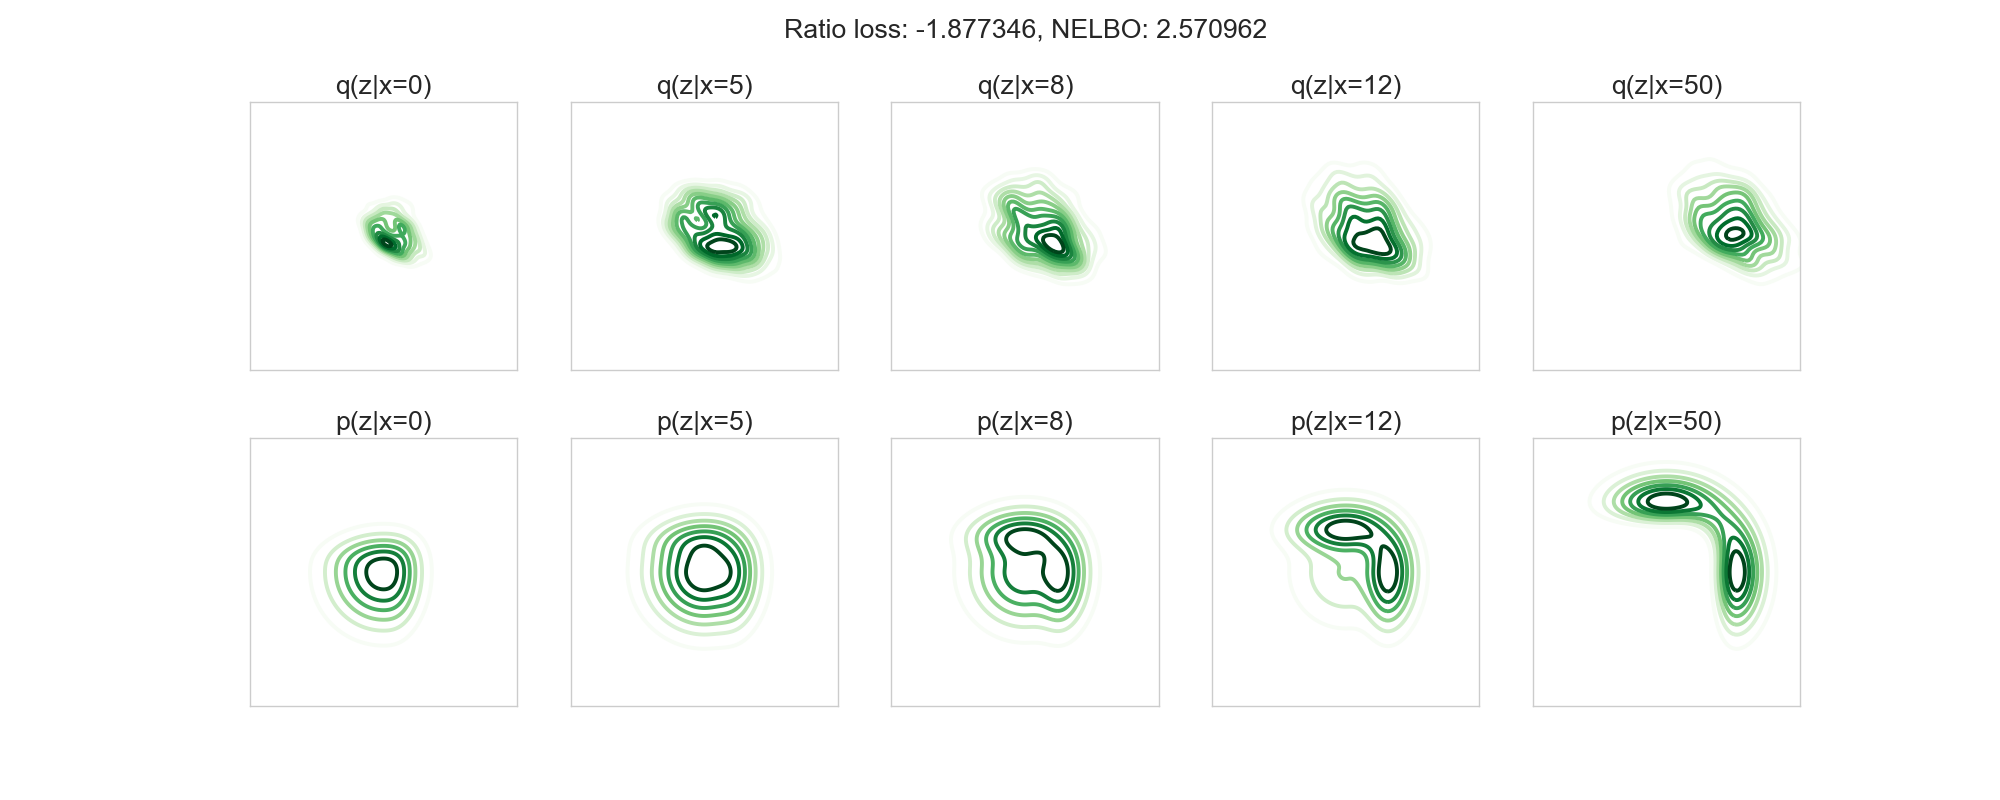 Ratio loss: -1.877346, NELBO: 2.570962
q(z|x=0) q(z|x=5) q(z|x=8) q(z|x=12) q(z|x=50)
p(z|x=0) p(z|x=5) p(z|x=8) p(z|x=12) p(z|x=50)